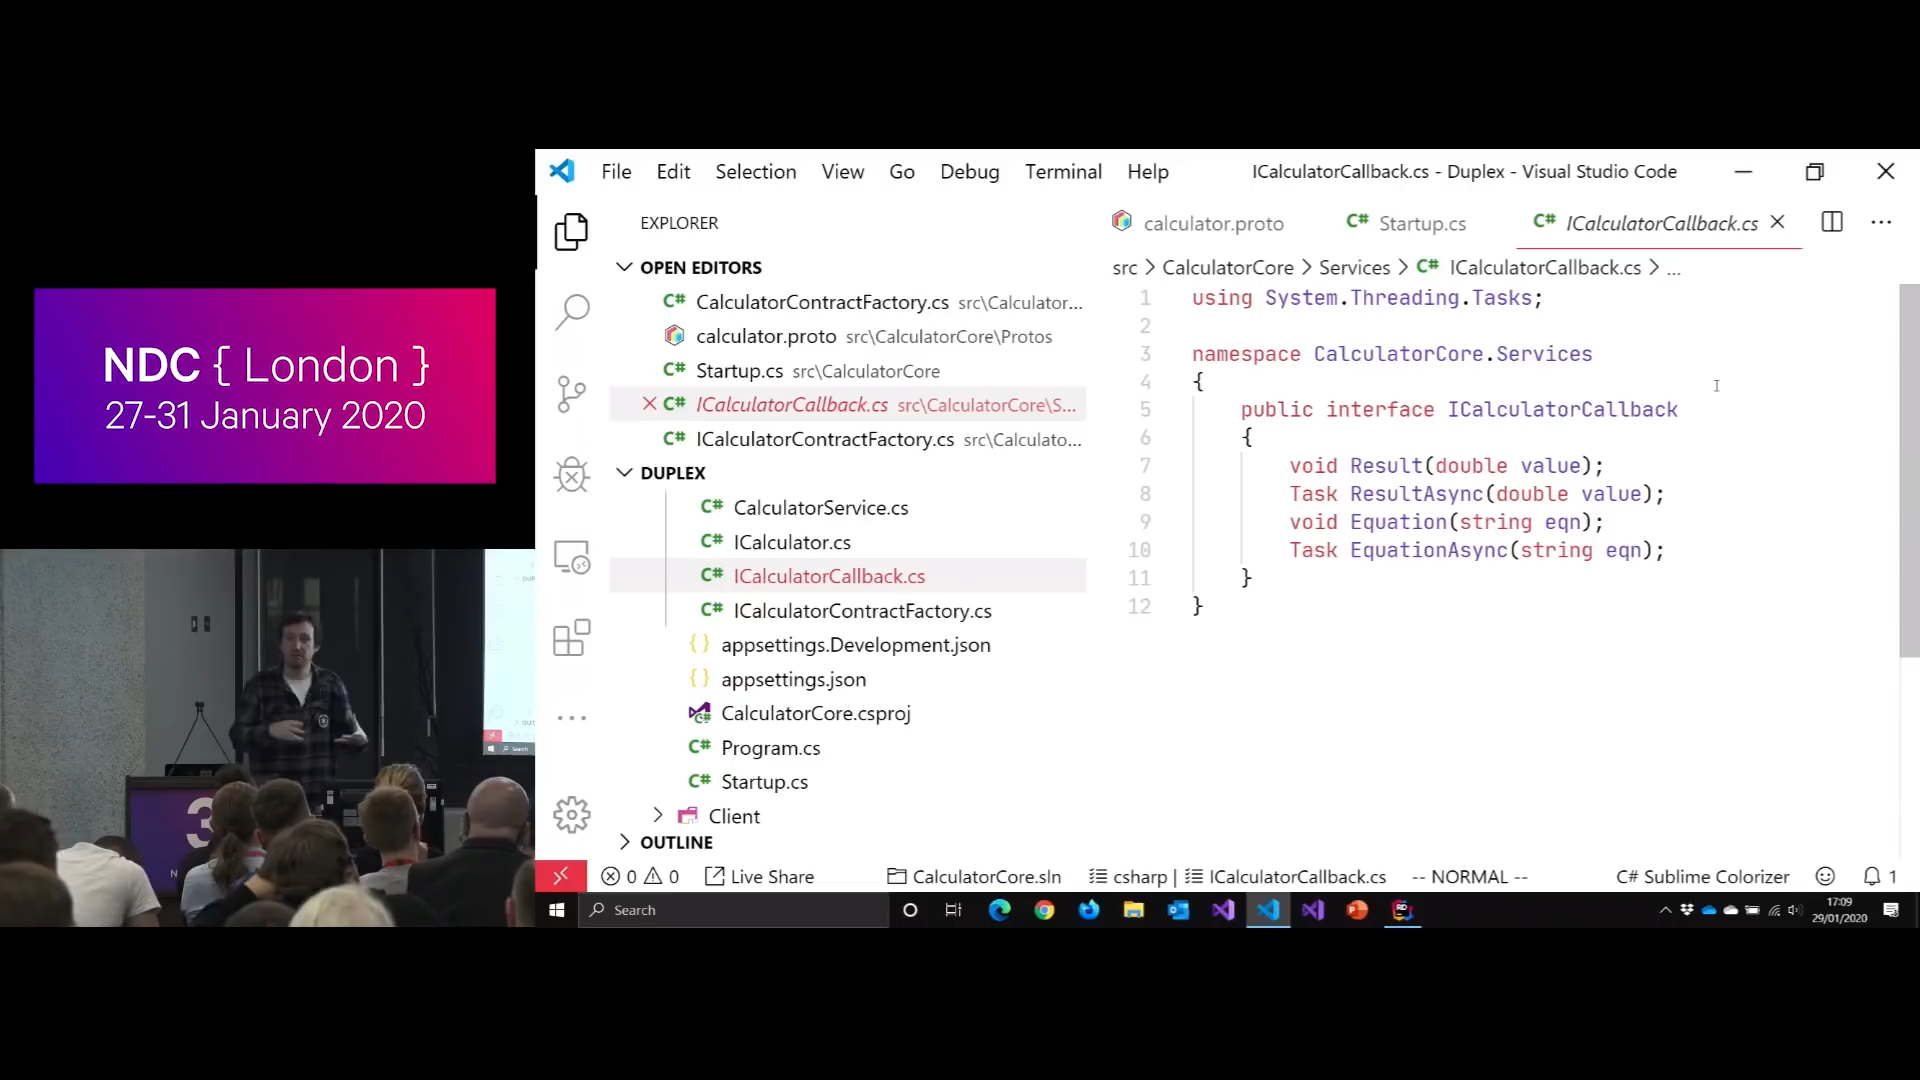 NDC { London }
27-31 January 2020
3
File Edit Selection View Go Debug Terminal Help
ICalculatorCallback.cs - Duplex - Visual Studio Code
EXPLORER
OPEN EDITORS
C# CalculatorContractFactory.cs src\Calculator...
calculator.proto src\CalculatorCore\Protos
C# Startup.cs src\CalculatorCore
C# ICalculatorCallback.cs src\CalculatorCore\S...
C# ICalculatorContractFactory.cs src\Calculato...
DUPLEX
C# CalculatorService.cs
C# ICalculator.cs
C# ICalculatorCallback.cs
C# ICalculatorContractFactory.cs
{} appsettings.Development.json
{} appsettings.json
CalculatorCore.csproj
C# Program.cs
C# Startup.cs
Client
OUTLINE
calculator.proto C# Startup.cs C# ICalculatorCallback.cs
src > CalculatorCore > Services > C# ICalculatorCallback.cs > ...
1 using System.Threading.Tasks;
2
3 namespace CalculatorCore.Services
4 {
5 public interface ICalculatorCallback
6 {
7 void Result(double value);
8 Task ResultAsync(double value);
9 void Equation(string eqn);
10 Task EquationAsync(string eqn);
11 }
12 }
0 0 Live Share CalculatorCore.sln csharp | ICalculatorCallback.cs -- NORMAL -- C# Sublime Colorizer 1
Search
17:09
29/01/2020